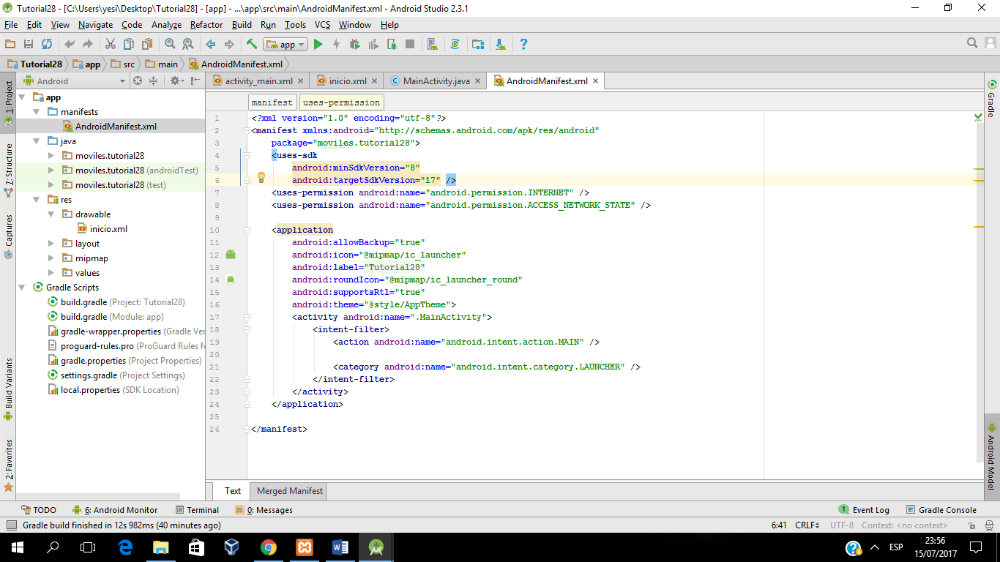 Tutorial28 - [C:\Users\yesi\Desktop\Tutorial28] - [app] - ...\app\src\main\AndroidManifest.xml - Android Studio 2.3.1
File Edit View Navigate Code Analyze Refactor Build Run Tools VCS Window Help
app
Tutorial28 app src main AndroidManifest.xml
1: Project
7: Structure
Captures
Build Variants
2: Favorites
Android
app
manifests
AndroidManifest.xml
java
moviles.tutorial28
moviles.tutorial28 (androidTest)
moviles.tutorial28 (test)
res
drawable
inicio.xml
layout
mipmap
values
Gradle Scripts
build.gradle (Project: Tutorial28)
build.gradle (Module: app)
gradle-wrapper.properties (Gradle Ver
proguard-rules.pro (ProGuard Rules fo
gradle.properties (Project Properties)
settings.gradle (Project Settings)
local.properties (SDK Location)
activity_main.xml inicio.xml MainActivity.java AndroidManifest.xml
manifest uses-permission
1 <?xml version="1.0" encoding="utf-8"?>
2 <manifest xmlns:android="http://schemas.android.com/apk/res/android"
3 package="moviles.tutorial28">
4 <uses-sdk
5 android:minSdkVersion="8"
6 android:targetSdkVersion="17" />
7 <uses-permission android:name="android.permission.INTERNET" />
8 <uses-permission android:name="android.permission.ACCESS_NETWORK_STATE" />
9
10 <application
11 android:allowBackup="true"
12 android:icon="@mipmap/ic_launcher"
13 android:label="Tutorial28"
14 android:roundIcon="@mipmap/ic_launcher_round"
15 android:supportsRtl="true"
16 android:theme="@style/AppTheme">
17 <activity android:name=".MainActivity">
18 <intent-filter>
19 <action android:name="android.intent.action.MAIN" />
20
21 <category android:name="android.intent.category.LAUNCHER" />
22 </intent-filter>
23 </activity>
24 </application>
25
26 </manifest>
Gradle
Android Model
Text Merged Manifest
TODO 6: Android Monitor Terminal 0: Messages 1 Event Log Gradle Console
Gradle build finished in 12s 982ms (40 minutes ago) 6:41 CRLF UTF-8 Context: <no context>
ESP
23:56
15/07/2017